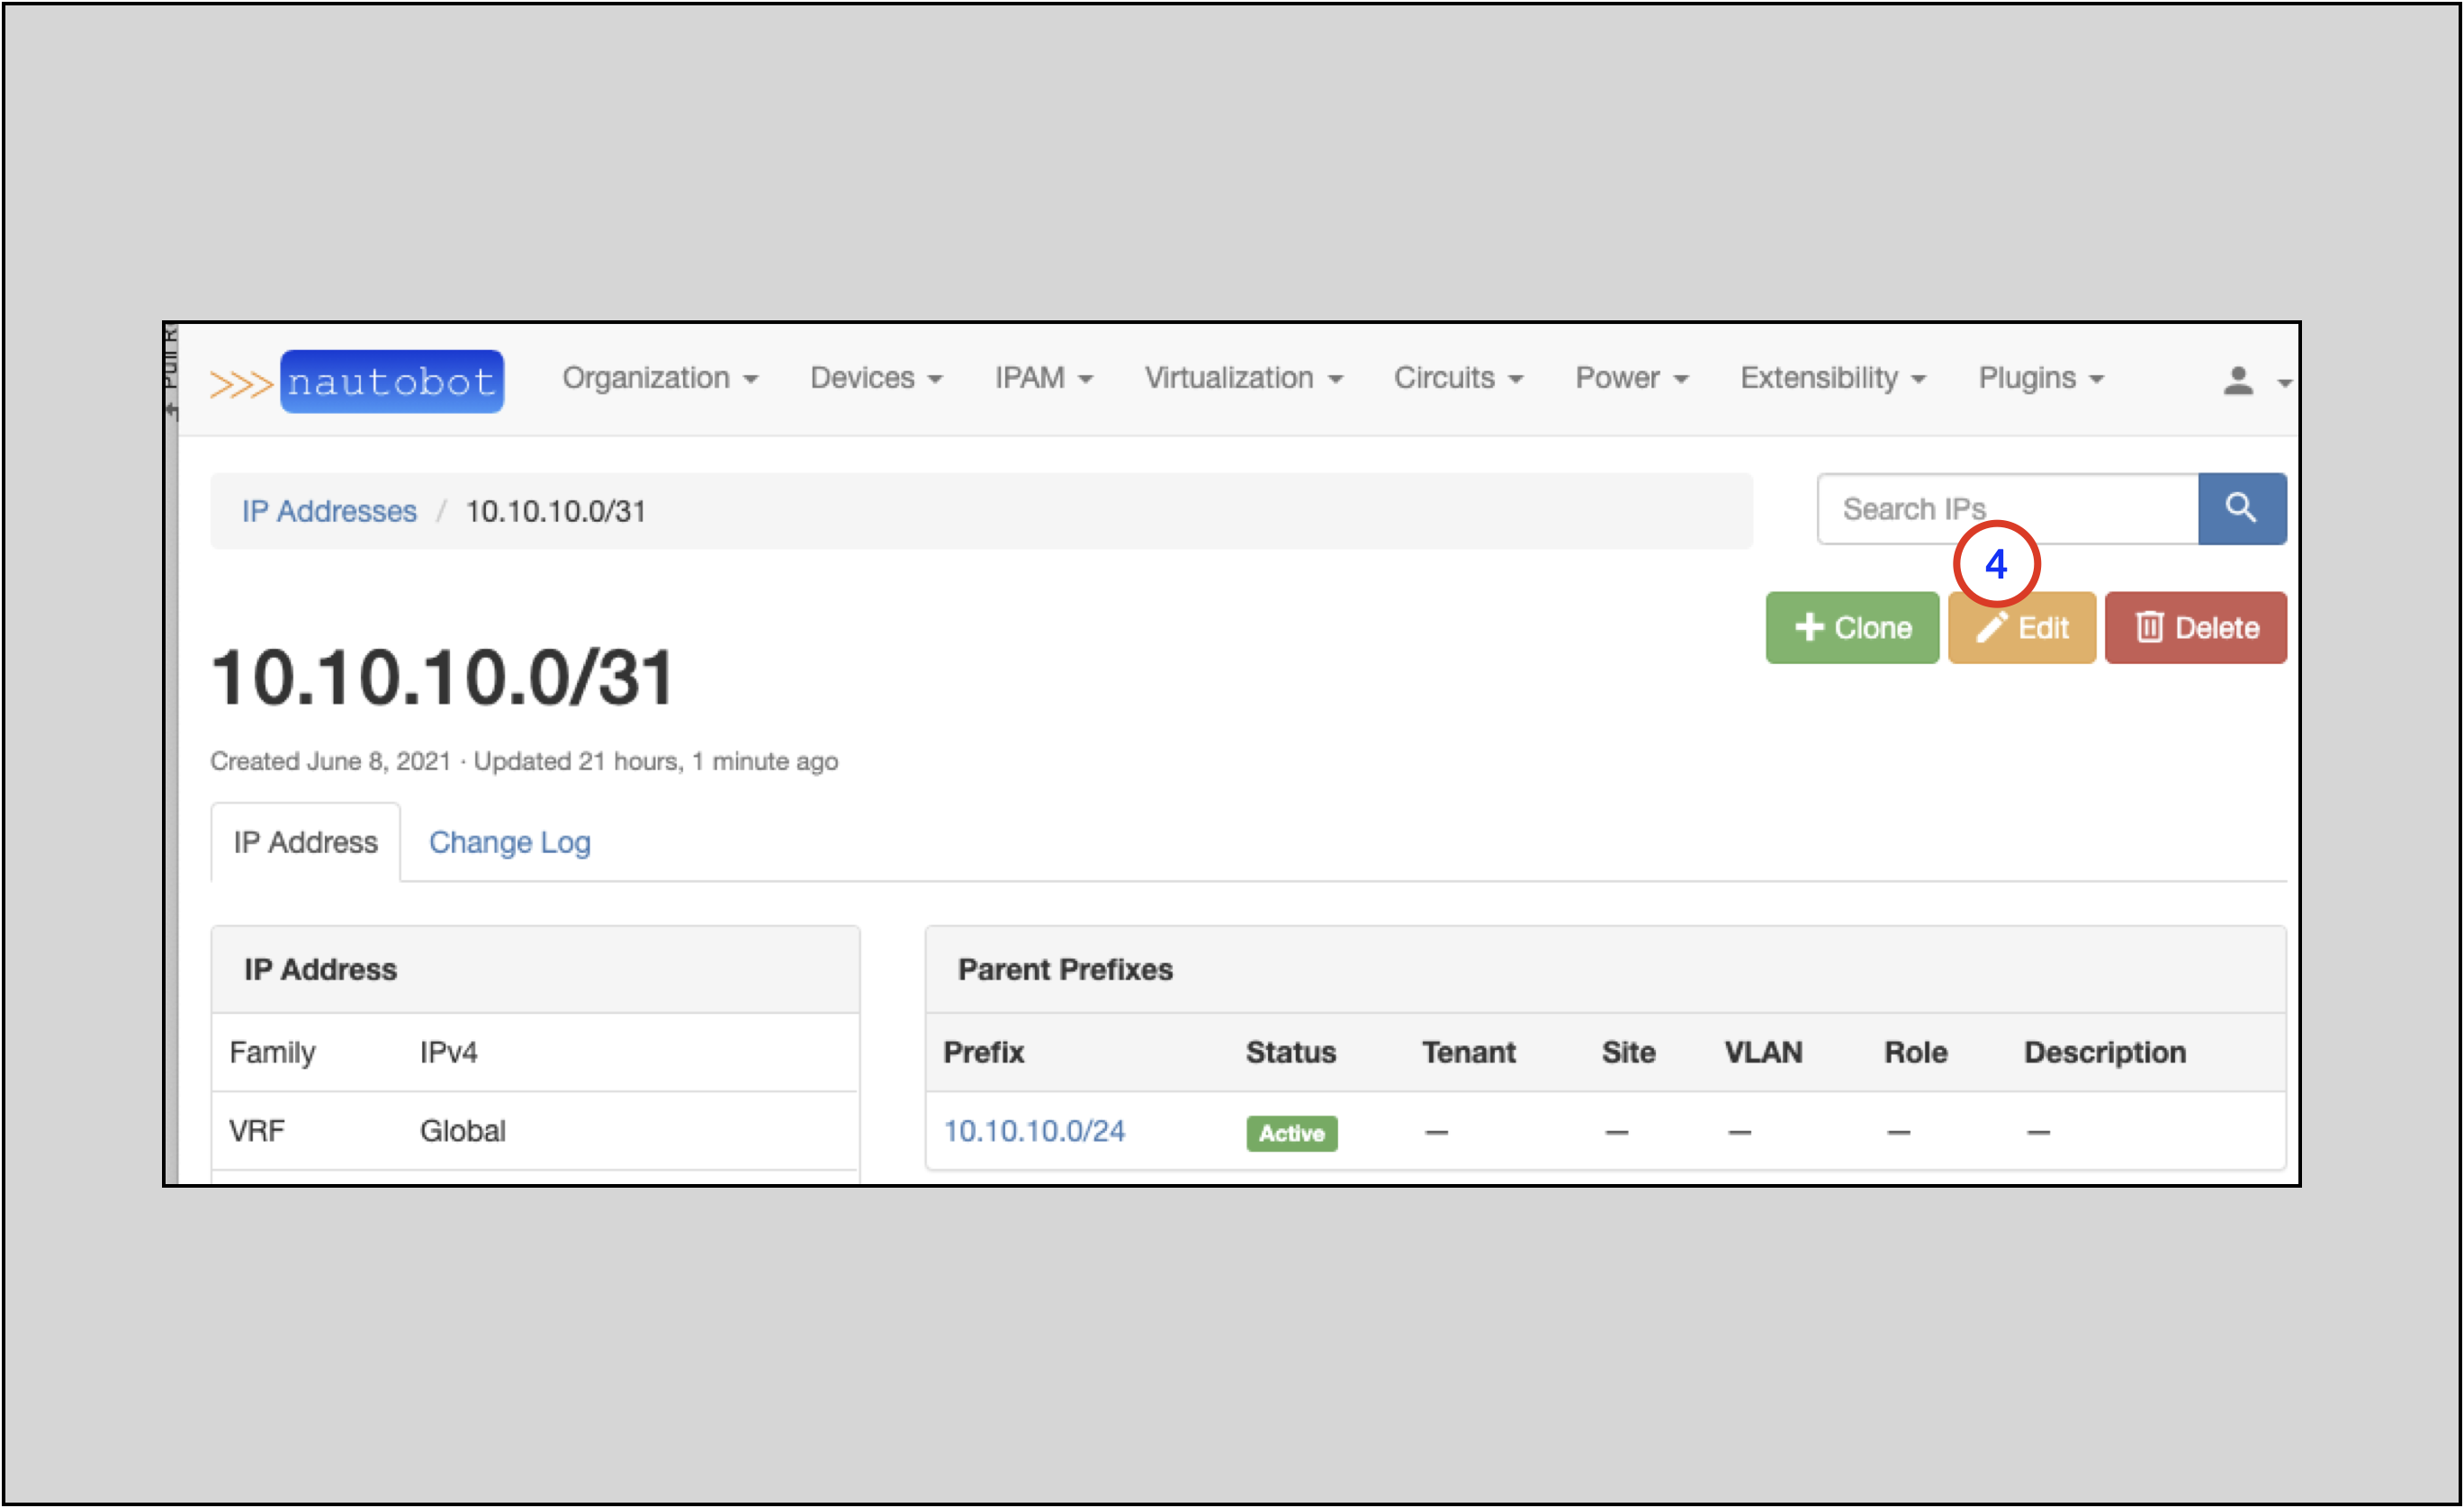 >>> nautobot Organization Devices IPAM Virtualization Circuits Power Extensibility Plugins
IP Addresses / 10.10.10.0/31
Search IPs
4
Clone Edit Delete
10.10.10.0/31
Created June 8, 2021 · Updated 21 hours, 1 minute ago
IP Address Change Log
IP Address
Family IPv4
VRF Global
Parent Prefixes
Prefix Status Tenant Site VLAN Role Description
10.10.10.0/24 Active — — — — —